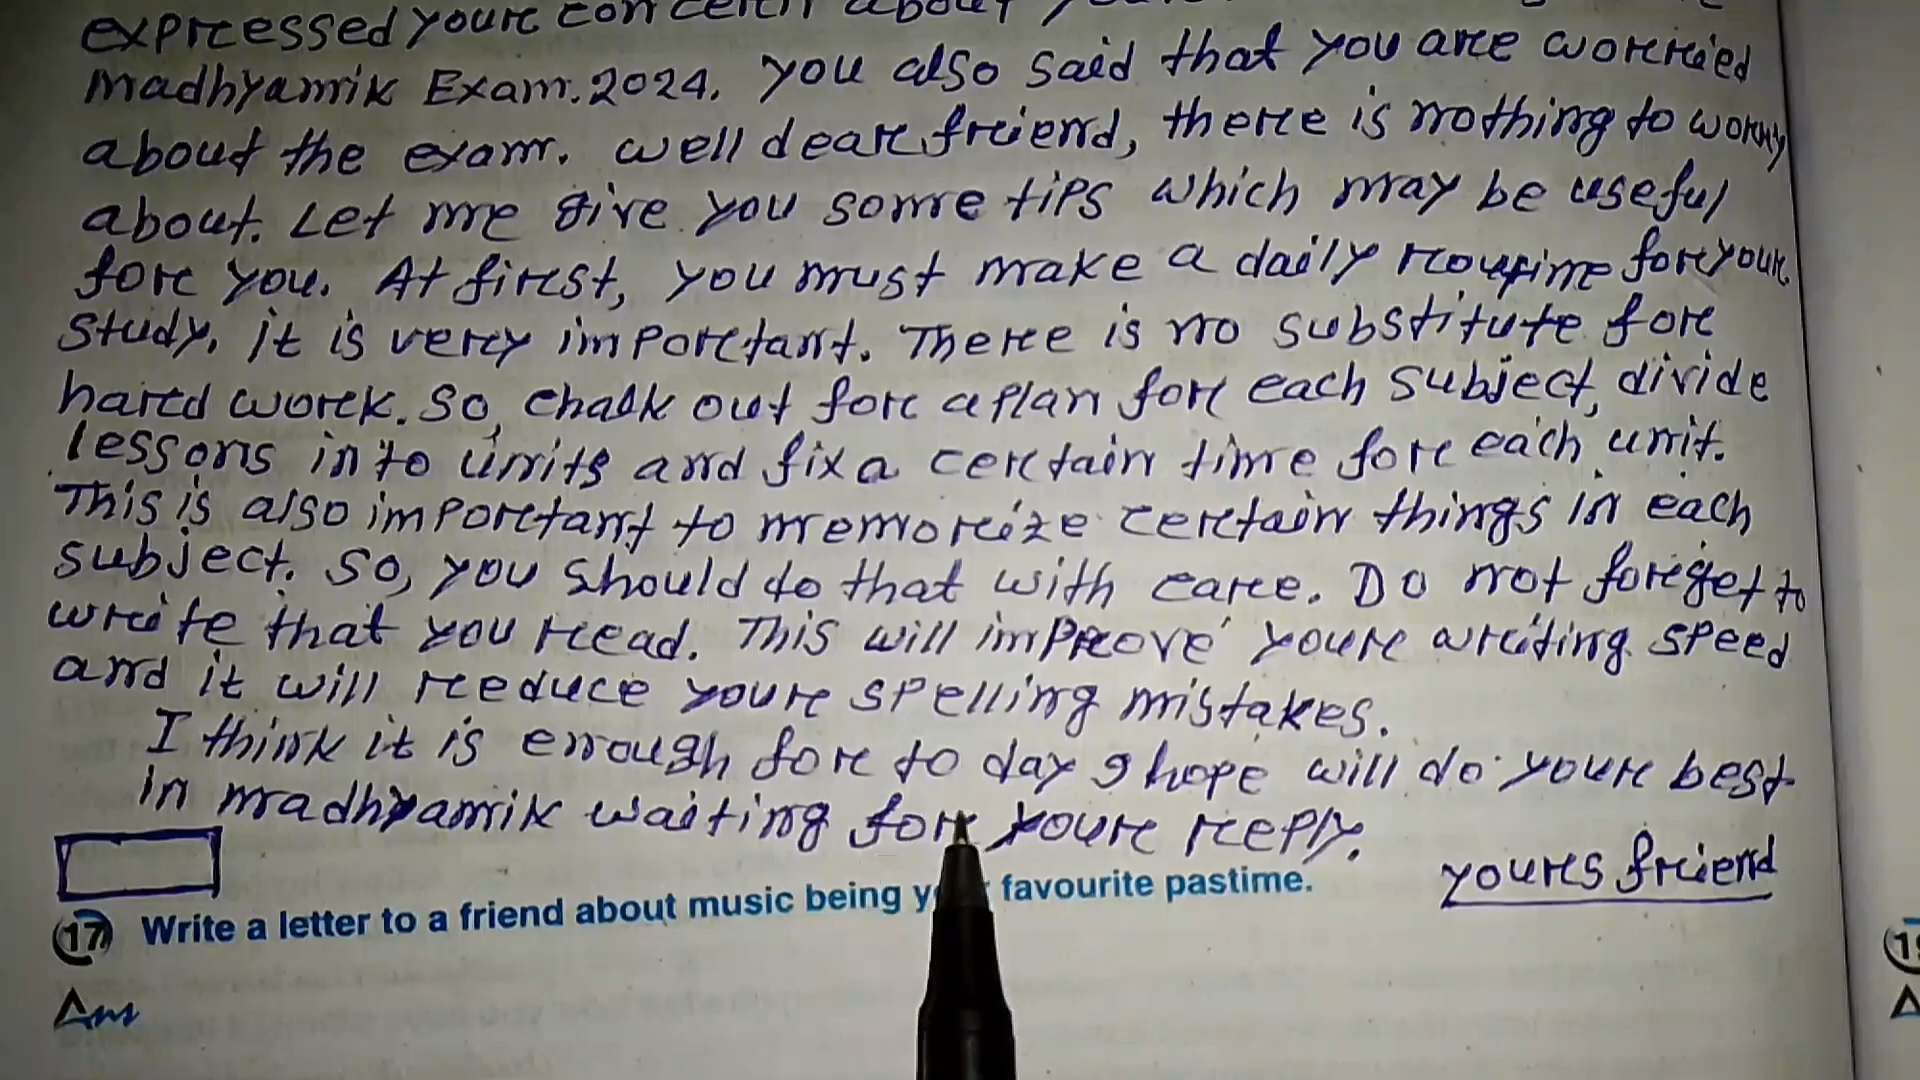 expressed your concern about
Madhyamik Exam. 2024. you also said that you are worried
about the exam. well dear friend, there is nothing to worry
about. Let me give you some tips which may be useful
for you. At first, you must make a daily routine for your
study, it is very important. There is no substitute for
hard work. So, chalk out for a plan for each subject, divide
lessons in to units and fix a certain time for each unit.
This is also important to memorize certain things in each
subject. So, you should do that with care. Do not forget to
write that you read. This will improve your writing speed
and it will reduce your spelling mistakes.
I think it is enough for to day I hope will do your best
in madhyamik waiting for your reply.
yours friend
17 Write a letter to a friend about music being your favourite pastime.
Ans